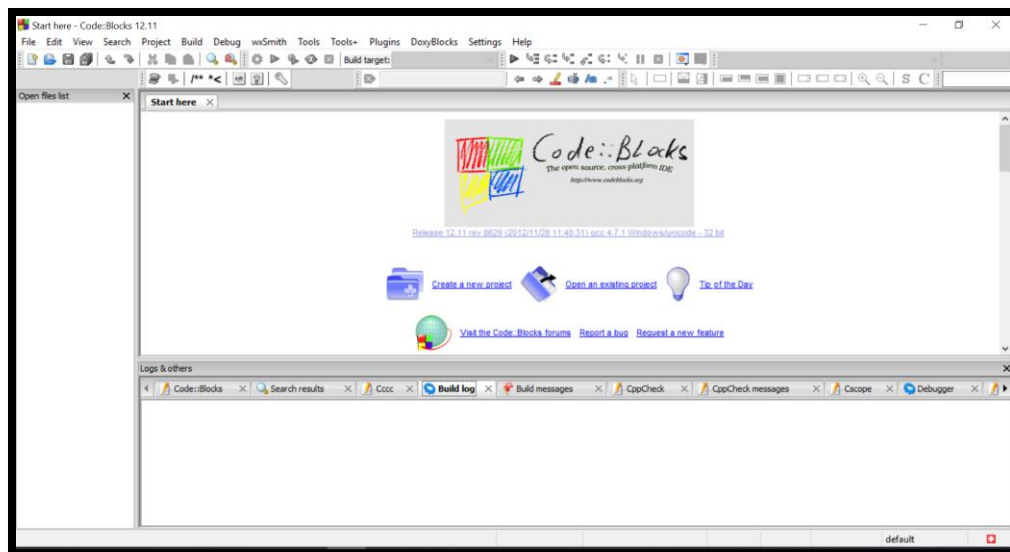 Start here - Code::Blocks 12.11
File Edit View Search Project Build Debug wxSmith Tools Tools+ Plugins DoxyBlocks Settings Help
Build target:
/** *<
S C
Open files list
Start here
Code::Blocks
The open source, cross-platform IDE
http://www.codeblocks.org
Release 12.11 rev 8629 (2012/11/28 11:40:31) gcc 4.7.1 Windows/unicode - 32 bit
Create a new project Open an existing project Tip of the Day
Visit the Code::Blocks forums Report a bug Request a new feature
Logs & others
Code::Blocks Search results Cccc Build log Build messages CppCheck CppCheck messages Cscope Debugger
default